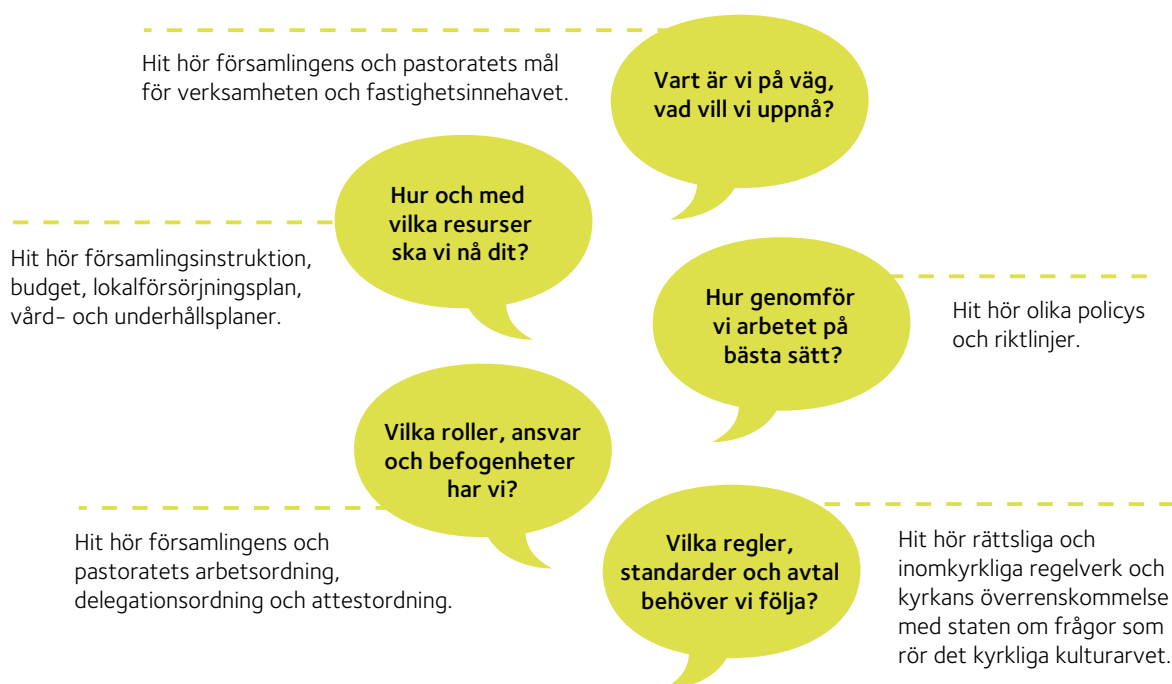 Hit hör församlingens och pastoratets mål
för verksamheten och fastighetsinnehavet.
Vart är vi på väg,
vad vill vi uppnå?
Hur och med
vilka resurser
ska vi nå dit?
Hit hör församlingsinstruktion,
budget, lokalförsörjningsplan,
vård- och underhållsplaner.
Hur genomför
vi arbetet på
bästa sätt?
Hit hör olika policys
och riktlinjer.
Vilka roller, ansvar
och befogenheter
har vi?
Hit hör församlingens och
pastoratets arbetsordning,
delegationsordning och attestordning.
Vilka regler,
standarder och avtal
behöver vi följa?
Hit hör rättsliga och
inomkyrkliga regelverk och
kyrkans överrenskommelse
med staten om frågor som
rör det kyrkliga kulturarvet.